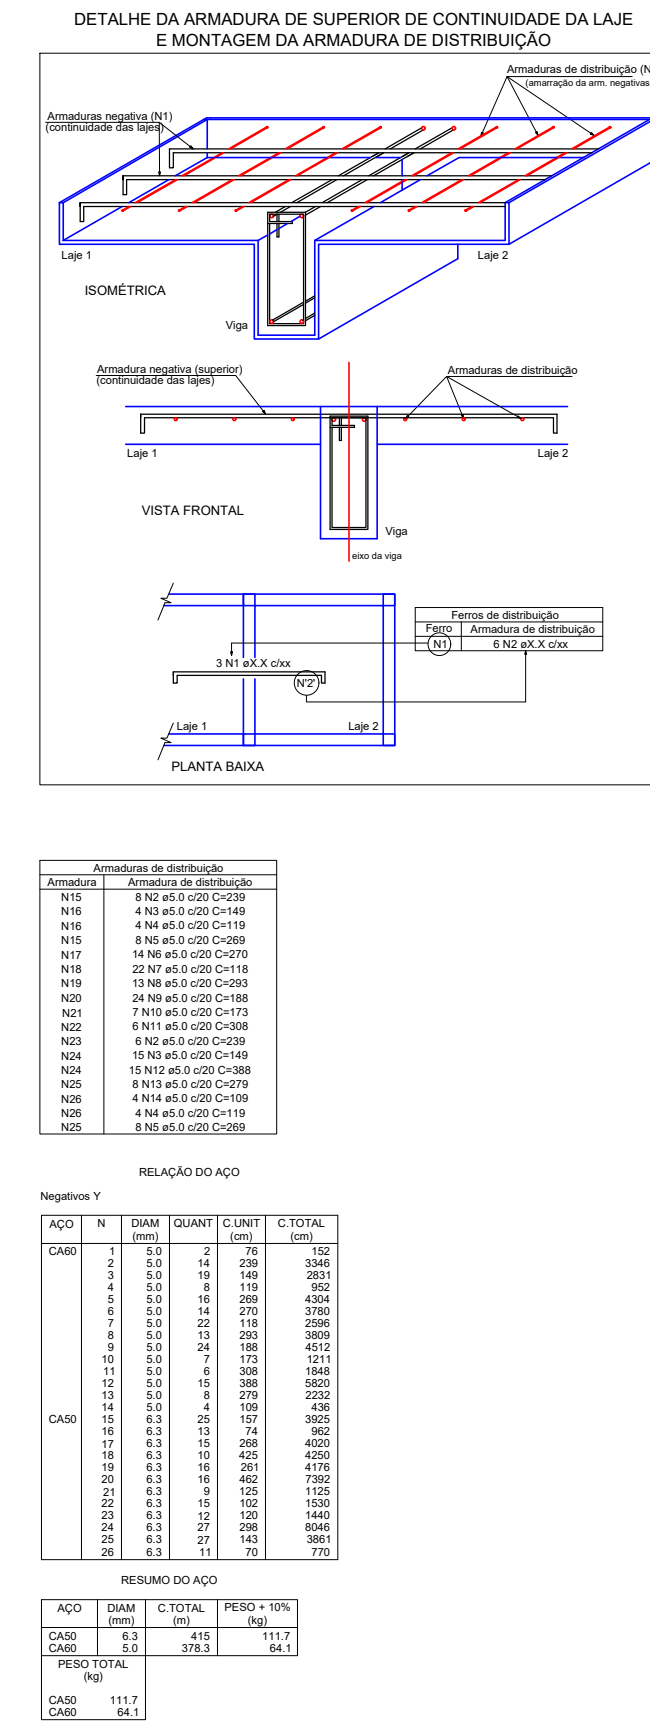 DETALHE DA ARMADURA DE SUPERIOR DE CONTINUIDADE DA LAJE
E MONTAGEM DA ARMADURA DE DISTRIBUIÇÃO
Armaduras de distribuição (N
(amarração da arm. negativas
Armaduras negativa (N1)
(continuidade das lajes)
Laje 1
Laje 2
ISOMÉTRICA
Viga
Armadura negativa (superior)
(continuidade das lajes)
Armaduras de distribuição
Laje 1
Laje 2
VISTA FRONTAL
Viga
eixo da viga
Ferros de distribuição
Ferro Armadura de distribuição
N1 6 N2 øX.X c/xx
3 N1 øX.X c/xx
N'2'
Laje 1
Laje 2
PLANTA BAIXA
Armaduras de distribuição
Armadura Armadura de distribuição
N15 8 N2 ø5.0 c/20 C=239
N16 4 N3 ø5.0 c/20 C=149
N16 4 N4 ø5.0 c/20 C=119
N15 8 N5 ø5.0 c/20 C=269
N17 14 N6 ø5.0 c/20 C=270
N18 22 N7 ø5.0 c/20 C=118
N19 13 N8 ø5.0 c/20 C=293
N20 24 N9 ø5.0 c/20 C=188
N21 7 N10 ø5.0 c/20 C=173
N22 6 N11 ø5.0 c/20 C=308
N23 6 N2 ø5.0 c/20 C=239
N24 15 N3 ø5.0 c/20 C=149
N24 15 N12 ø5.0 c/20 C=388
N25 8 N13 ø5.0 c/20 C=279
N26 4 N14 ø5.0 c/20 C=109
N26 4 N4 ø5.0 c/20 C=119
N25 8 N5 ø5.0 c/20 C=269
RELAÇÃO DO AÇO
Negativos Y
AÇO N DIAM QUANT C.UNIT C.TOTAL
(mm) (cm) (cm)
CA60 1 5.0 2 76 152
2 5.0 14 239 3346
3 5.0 19 149 2831
4 5.0 8 119 952
5 5.0 16 269 4304
6 5.0 14 270 3780
7 5.0 22 118 2596
8 5.0 13 293 3809
9 5.0 24 188 4512
10 5.0 7 173 1211
11 5.0 6 308 1848
12 5.0 15 388 5820
13 5.0 8 279 2232
14 5.0 4 109 436
CA50 15 6.3 25 157 3925
16 6.3 13 74 962
17 6.3 15 268 4020
18 6.3 10 425 4250
19 6.3 16 261 4176
20 6.3 16 462 7392
21 6.3 9 125 1125
22 6.3 15 102 1530
23 6.3 12 120 1440
24 6.3 27 298 8046
25 6.3 27 143 3861
26 6.3 11 70 770
RESUMO DO AÇO
AÇO DIAM C.TOTAL PESO + 10%
(mm) (m) (kg)
CA50 6.3 415 111.7
CA60 5.0 378.3 64.1
PESO TOTAL
(kg)
CA50 111.7
CA60 64.1